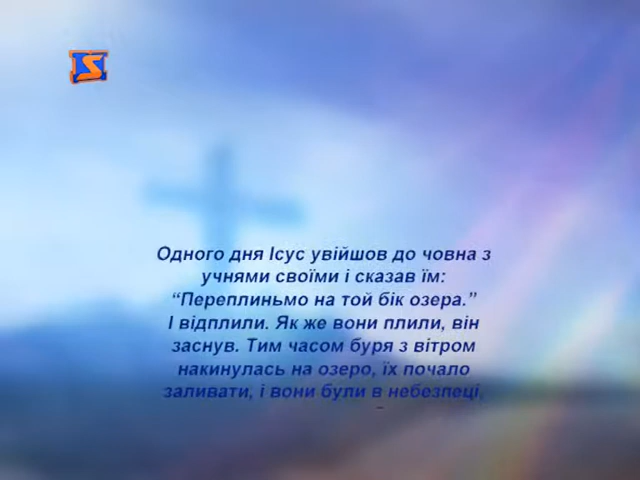 Одного дня Ісус увійшов до човна з
учнями своїми і сказав їм:
“Переплиньмо на той бік озера.”
І відплили. Як же вони плили, він
заснув. Тим часом буря з вітром
накинулась на озеро, їх почало
заливати, і вони були в небезпеці,